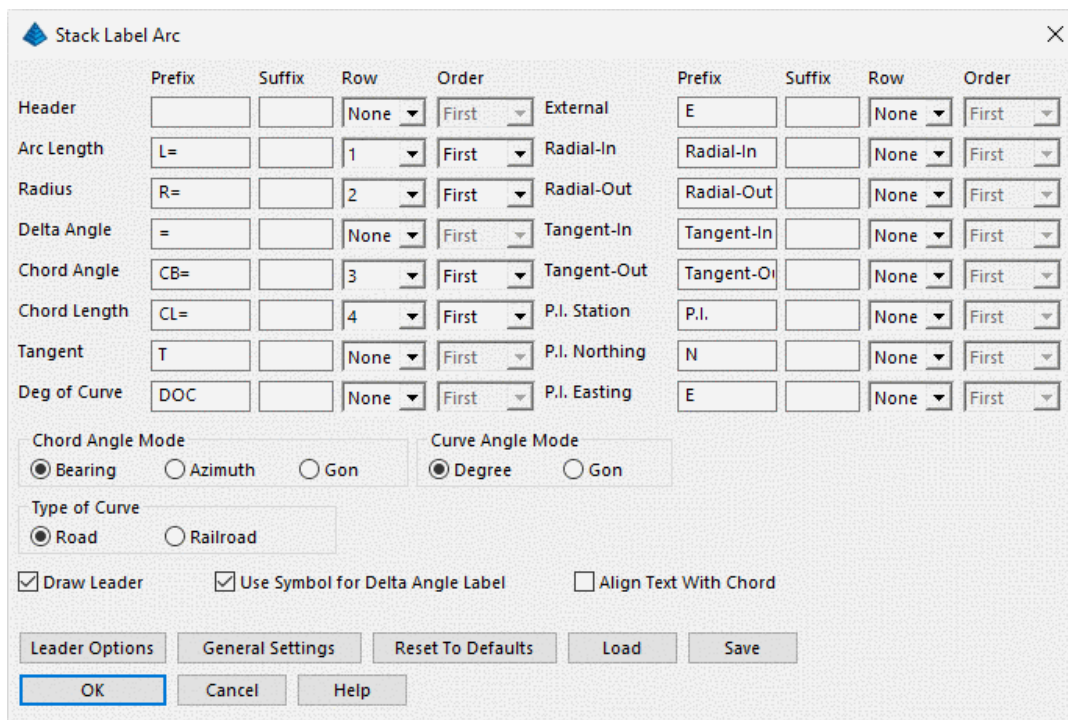 Stack Label Arc
Prefix Suffix Row Order Prefix Suffix Row Order
Header None First External E None First
Arc Length L= 1 First Radial-In Radial-In None First
Radius R= 2 First Radial-Out Radial-Out None First
Delta Angle = None First Tangent-In Tangent-In None First
Chord Angle CB= 3 First Tangent-Out Tangent-Ou None First
Chord Length CL= 4 First P.I. Station P.I. None First
Tangent T None First P.I. Northing N None First
Deg of Curve DOC None First P.I. Easting E None First
Chord Angle Mode Curve Angle Mode
Bearing Azimuth Gon Degree Gon
Type of Curve
Road Railroad
Draw Leader Use Symbol for Delta Angle Label Align Text With Chord
Leader Options General Settings Reset To Defaults Load Save
OK Cancel Help